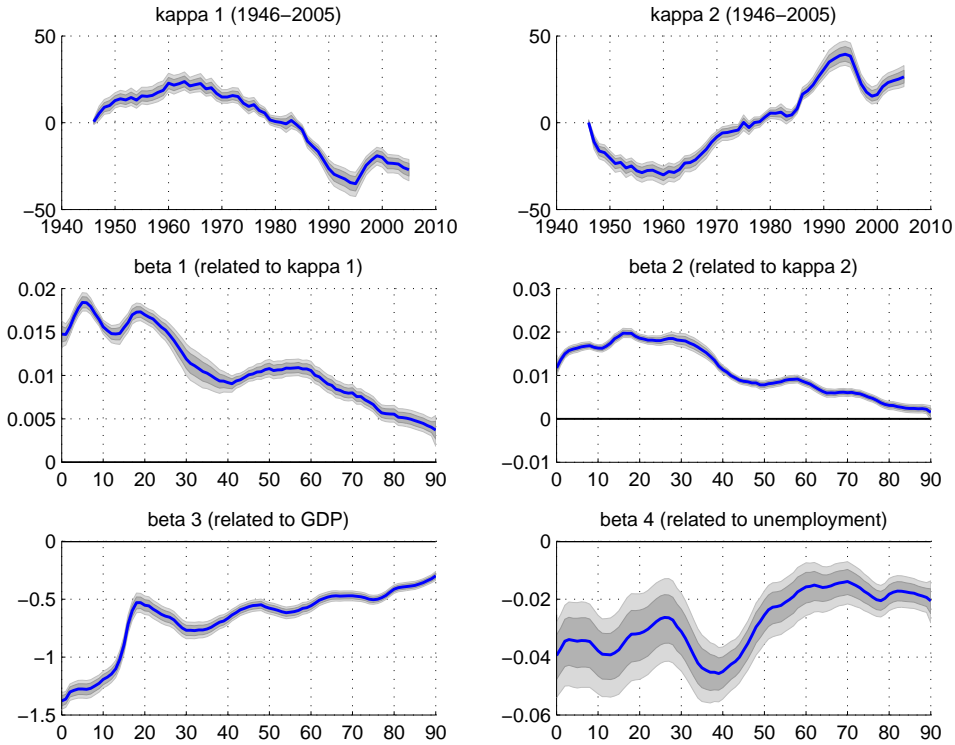 kappa 1 (1946−2005)
50
0
−50
1940 1950 1960 1970 1980 1990 2000 2010
kappa 2 (1946−2005)
50
0
−50
1940 1950 1960 1970 1980 1990 2000 2010
beta 1 (related to kappa 1)
0.02
0.015
0.01
0.005
0
0 10 20 30 40 50 60 70 80 90
beta 2 (related to kappa 2)
0.03
0.02
0.01
0
−0.01
0 10 20 30 40 50 60 70 80 90
beta 3 (related to GDP)
0
−0.5
−1
−1.5
0 10 20 30 40 50 60 70 80 90
beta 4 (related to unemployment)
0
−0.02
−0.04
−0.06
0 10 20 30 40 50 60 70 80 90